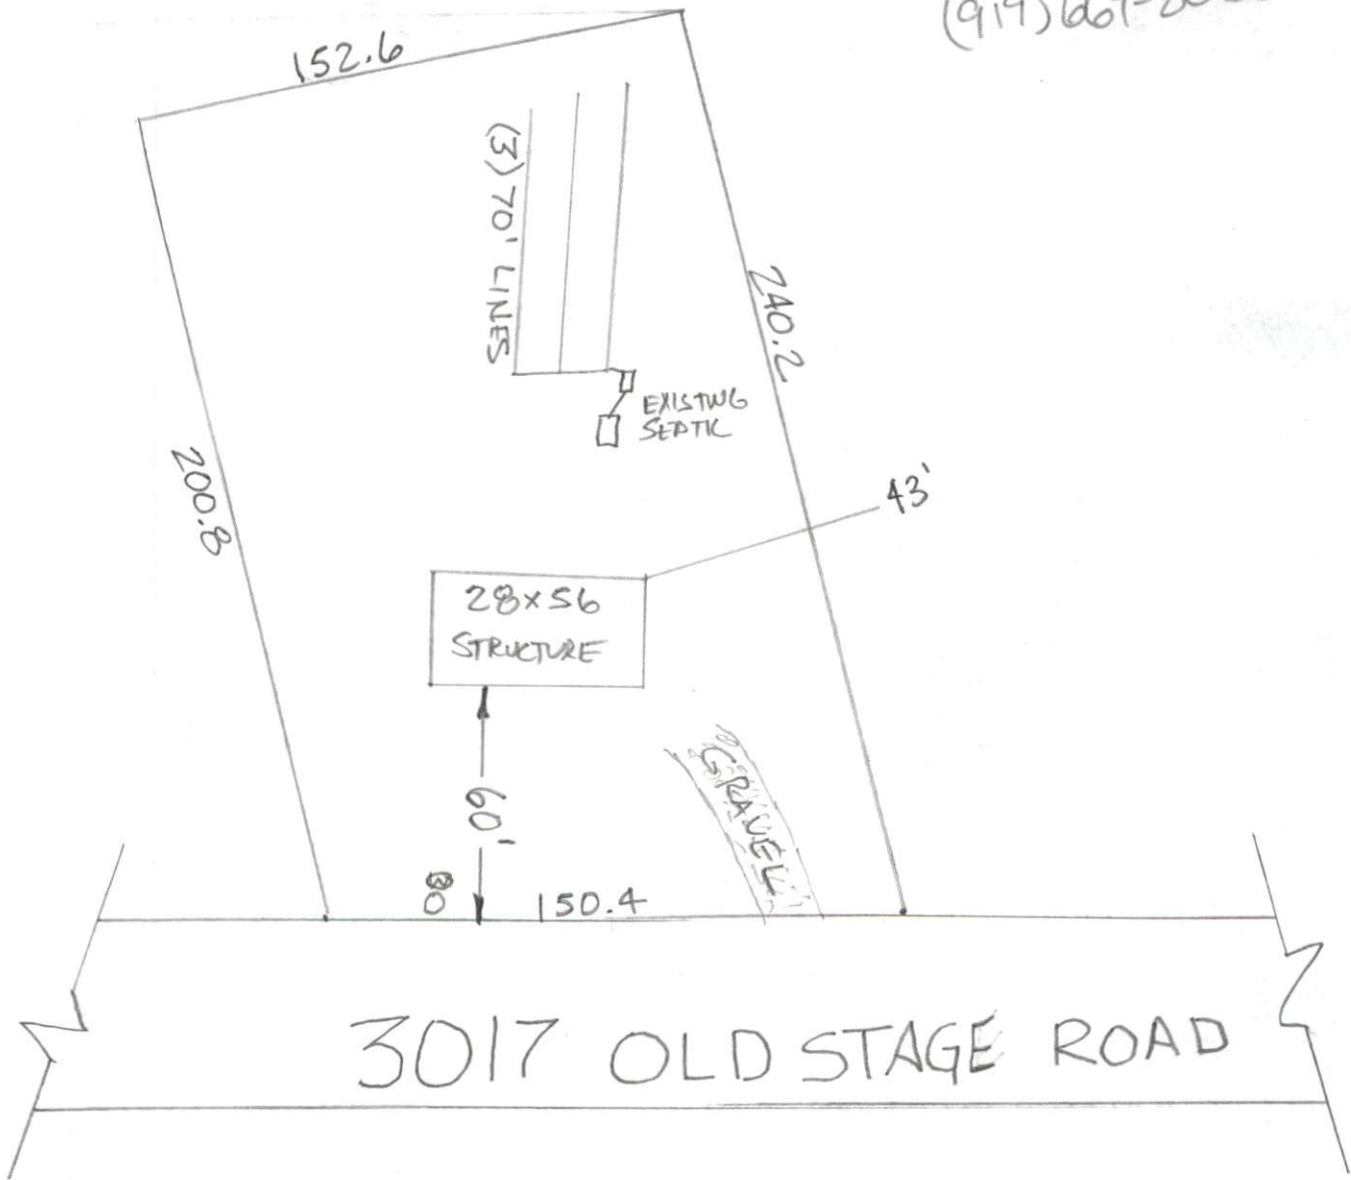 152.6
(3) 70' LINES
240.2
EXISTING
SEPTIC
200.8
43'
28x56
STRUCTURE
60'
GRAVEL
150.4
3017 OLD STAGE ROAD